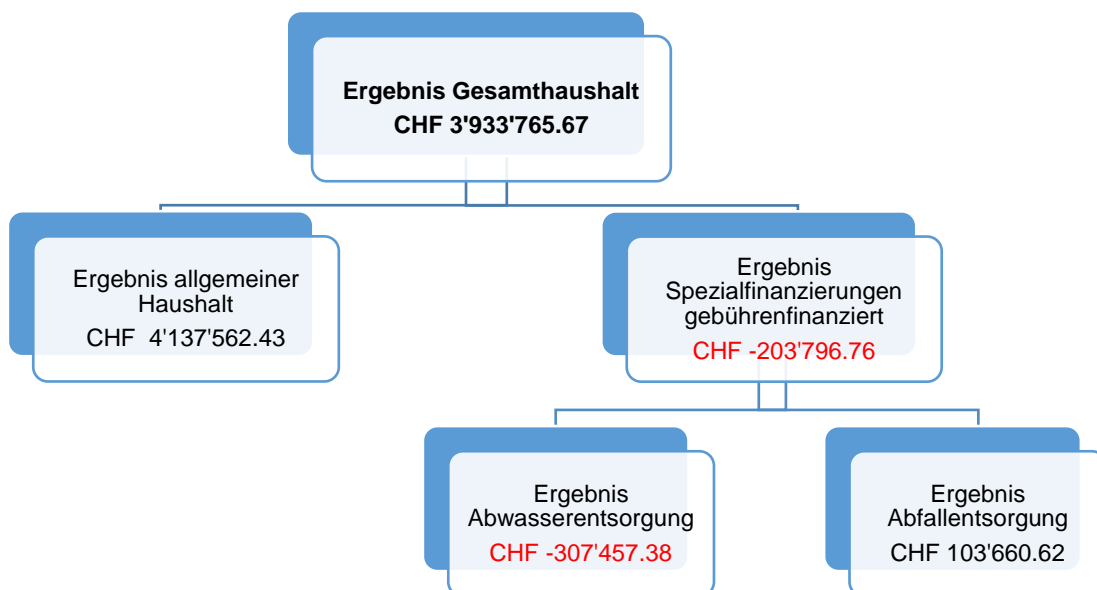 Ergebnis Gesamthaushalt
CHF 3'933'765.67
Ergebnis allgemeiner
Haushalt
CHF 4'137'562.43
Ergebnis
Spezialfinanzierungen
gebührenfinanziert
CHF -203'796.76
Ergebnis
Abwasserentsorgung
CHF -307'457.38
Ergebnis
Abfallentsorgung
CHF 103'660.62